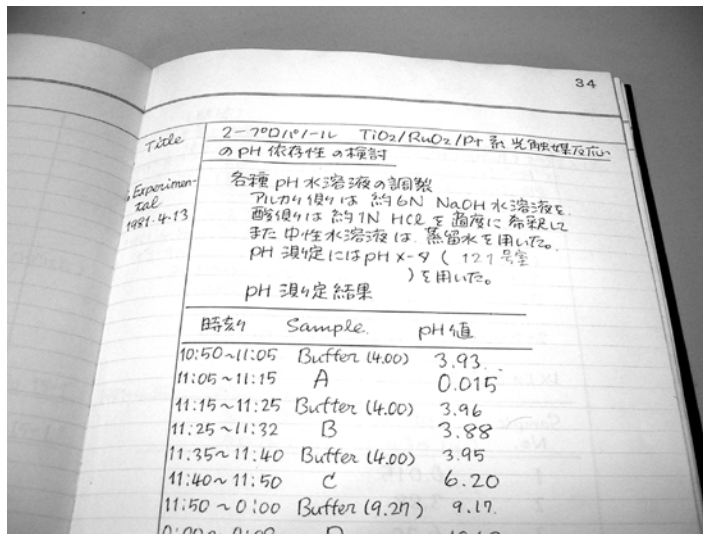 34
Title
2-プロパノール TiO2/RuO2/Pt系 光触媒反応
のpH依存性の検討
Experimen-
tal
1981.4.13
各種pH水溶液の調製
アルカリ側は 約6N NaOH水溶液を、
酸側は約1N HClを適度に希釈して
また中性水溶液は、蒸留水を用いた。
pH測定にはpHメータ ( 121号室
)を用いた。
pH 測定結果
時刻 Sample. pH値
10:50~11:05 Buffer (4.00) 3.93.
11:05~11:15 A 0.015
11:15~11:25 Buffer (4.00) 3.96
11:25~11:32 B 3.88
11:35~11:40 Buffer (4.00) 3.95
11:40~11:50 C 6.20
11:50~0:00 Buffer (9.27) 9.17.